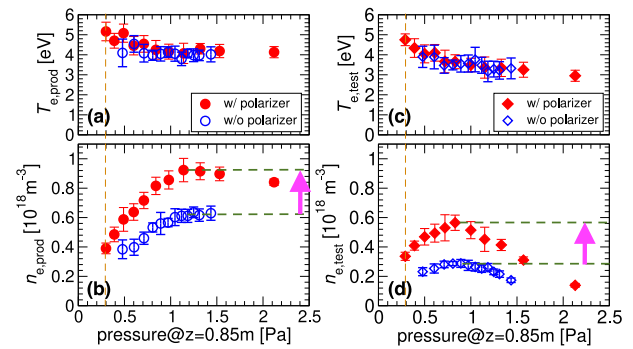 6
5
4
3
2
1
0
T e,prod [eV]
(a)
w/ polarizer
w/o polarizer
6
5
4
3
2
1
0
T e,test [eV]
(c)
w/ polarizer
w/o polarizer
1
0.8
0.6
0.4
0.2
0
n e,prod [10^18 m^-3]
(b)
0 0.5 1 1.5 2 2.5
pressure@z=0.85m [Pa]
1
0.8
0.6
0.4
0.2
0
n e,test [10^18 m^-3]
(d)
0 0.5 1 1.5 2 2.5
pressure@z=0.85m [Pa]